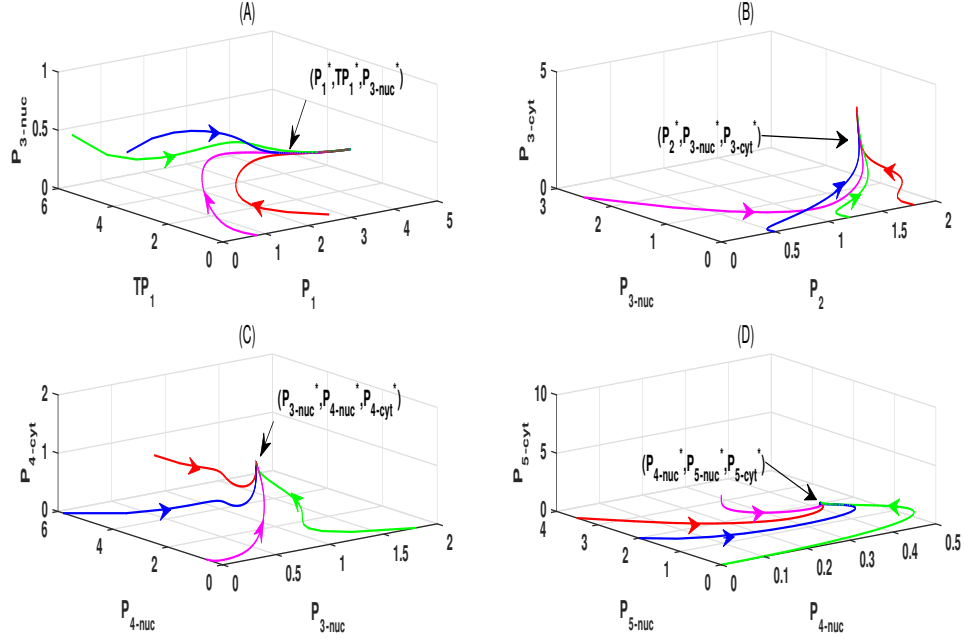 (A)
1
0.5
0
P3-nuc
6
4
2
0
TP1
0
1
2
3
4
5
P1
(P1*,TP1*,P3-nuc*)
(B)
5
0
P3-cyt
3
2
1
0
P3-nuc
0
0.5
1
1.5
2
P2
(P2*,P3-nuc*,P3-cyt*)
(C)
2
1
0
P4-cyt
6
4
2
0
P4-nuc
0
0.5
1
1.5
2
P3-nuc
(P3-nuc*,P4-nuc*,P4-cyt*)
(D)
10
5
0
P5-cyt
4
3
2
1
0
P5-nuc
0
0.1
0.2
0.3
0.4
0.5
P4-nuc
(P4-nuc*,P5-nuc*,P5-cyt*)